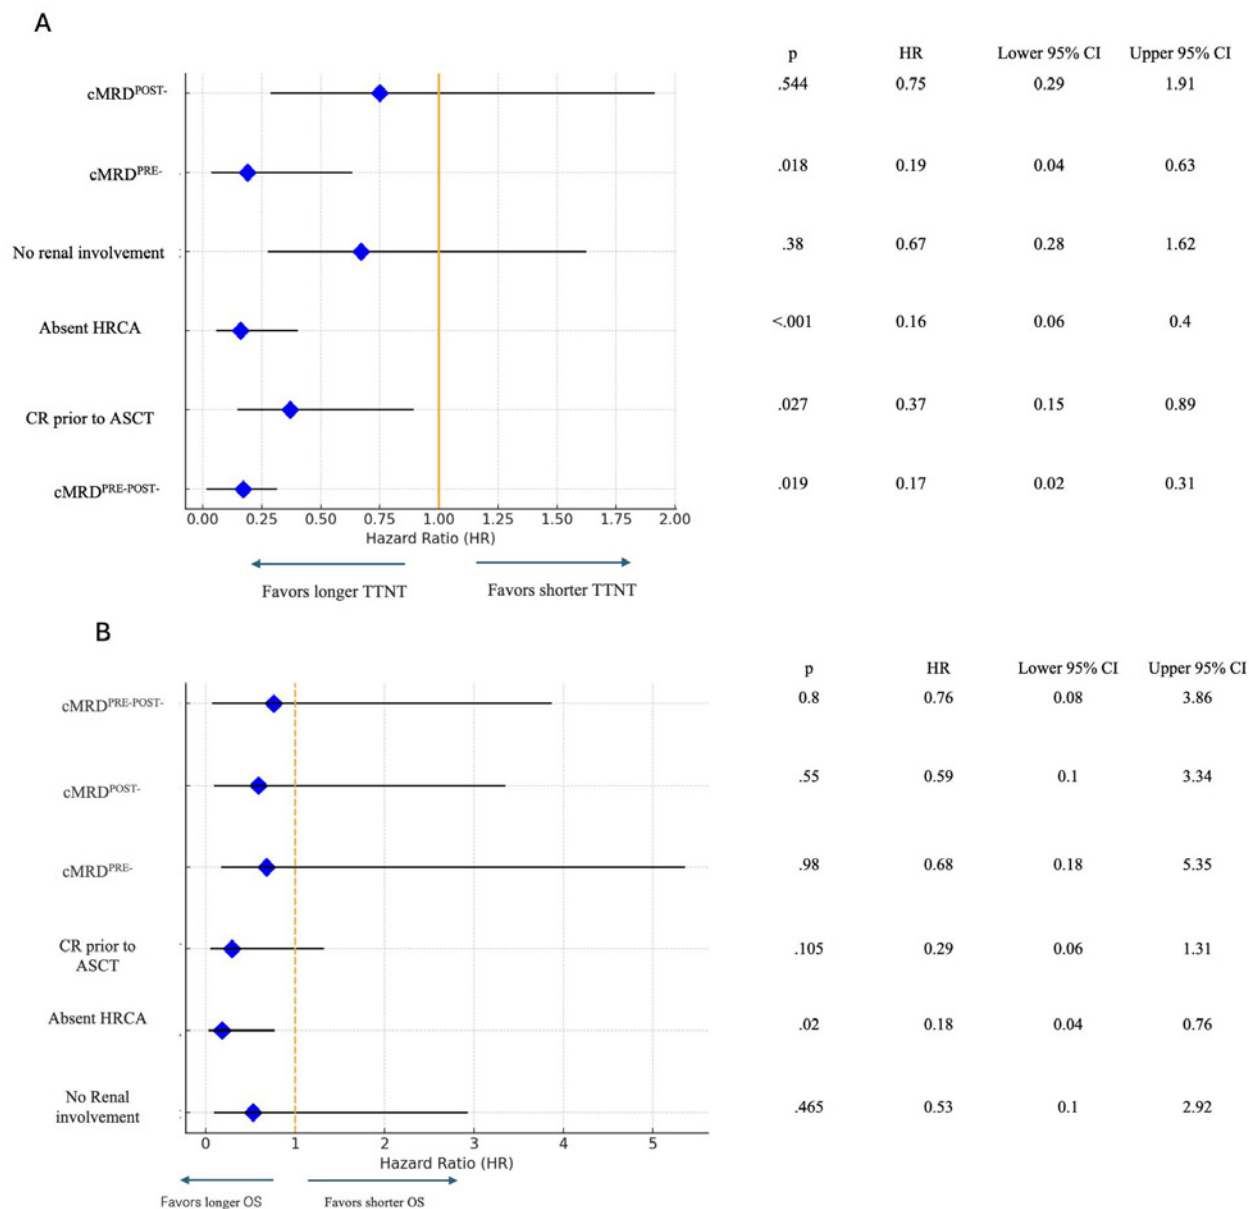 A
p HR Lower 95% CI Upper 95% CI
cMRDPOST- .544 0.75 0.29 1.91
cMRDPRE- .018 0.19 0.04 0.63
No renal involvement .38 0.67 0.28 1.62
Absent HRCA <.001 0.16 0.06 0.4
CR prior to ASCT .027 0.37 0.15 0.89
cMRDPRE-POST- .019 0.17 0.02 0.31
0.00 0.25 0.50 0.75 1.00 1.25 1.50 1.75 2.00
Hazard Ratio (HR)
Favors longer TTNT Favors shorter TTNT
B
p HR Lower 95% CI Upper 95% CI
cMRDPRE-POST- 0.8 0.76 0.08 3.86
cMRDPOST- .55 0.59 0.1 3.34
cMRDPRE- .98 0.68 0.18 5.35
CR prior to
ASCT .105 0.29 0.06 1.31
Absent HRCA .02 0.18 0.04 0.76
No Renal
involvement .465 0.53 0.1 2.92
0 1 2 3 4 5
Hazard Ratio (HR)
Favors longer OS Favors shorter OS